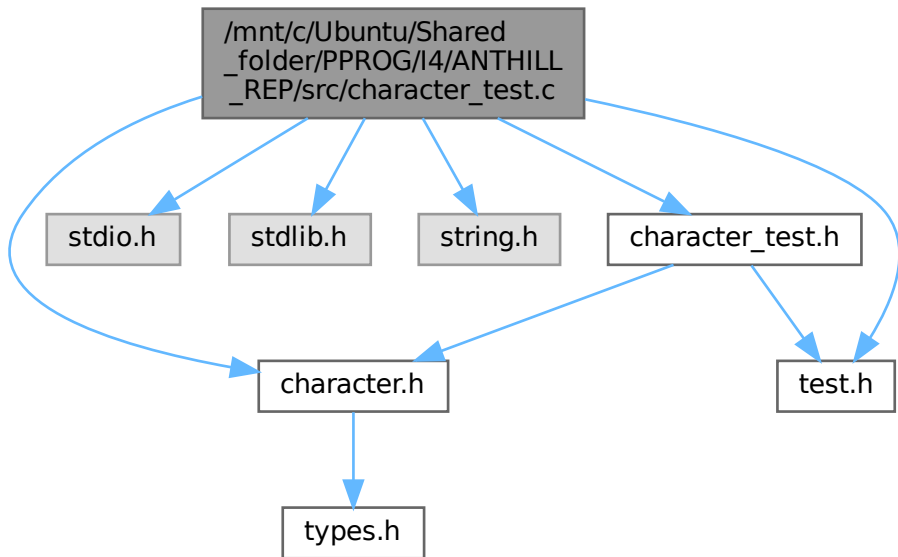 /mnt/c/Ubuntu/Shared
_folder/PPROG/I4/ANTHILL
_REP/src/character_test.c
stdio.h
stdlib.h
string.h
character_test.h
character.h
test.h
types.h